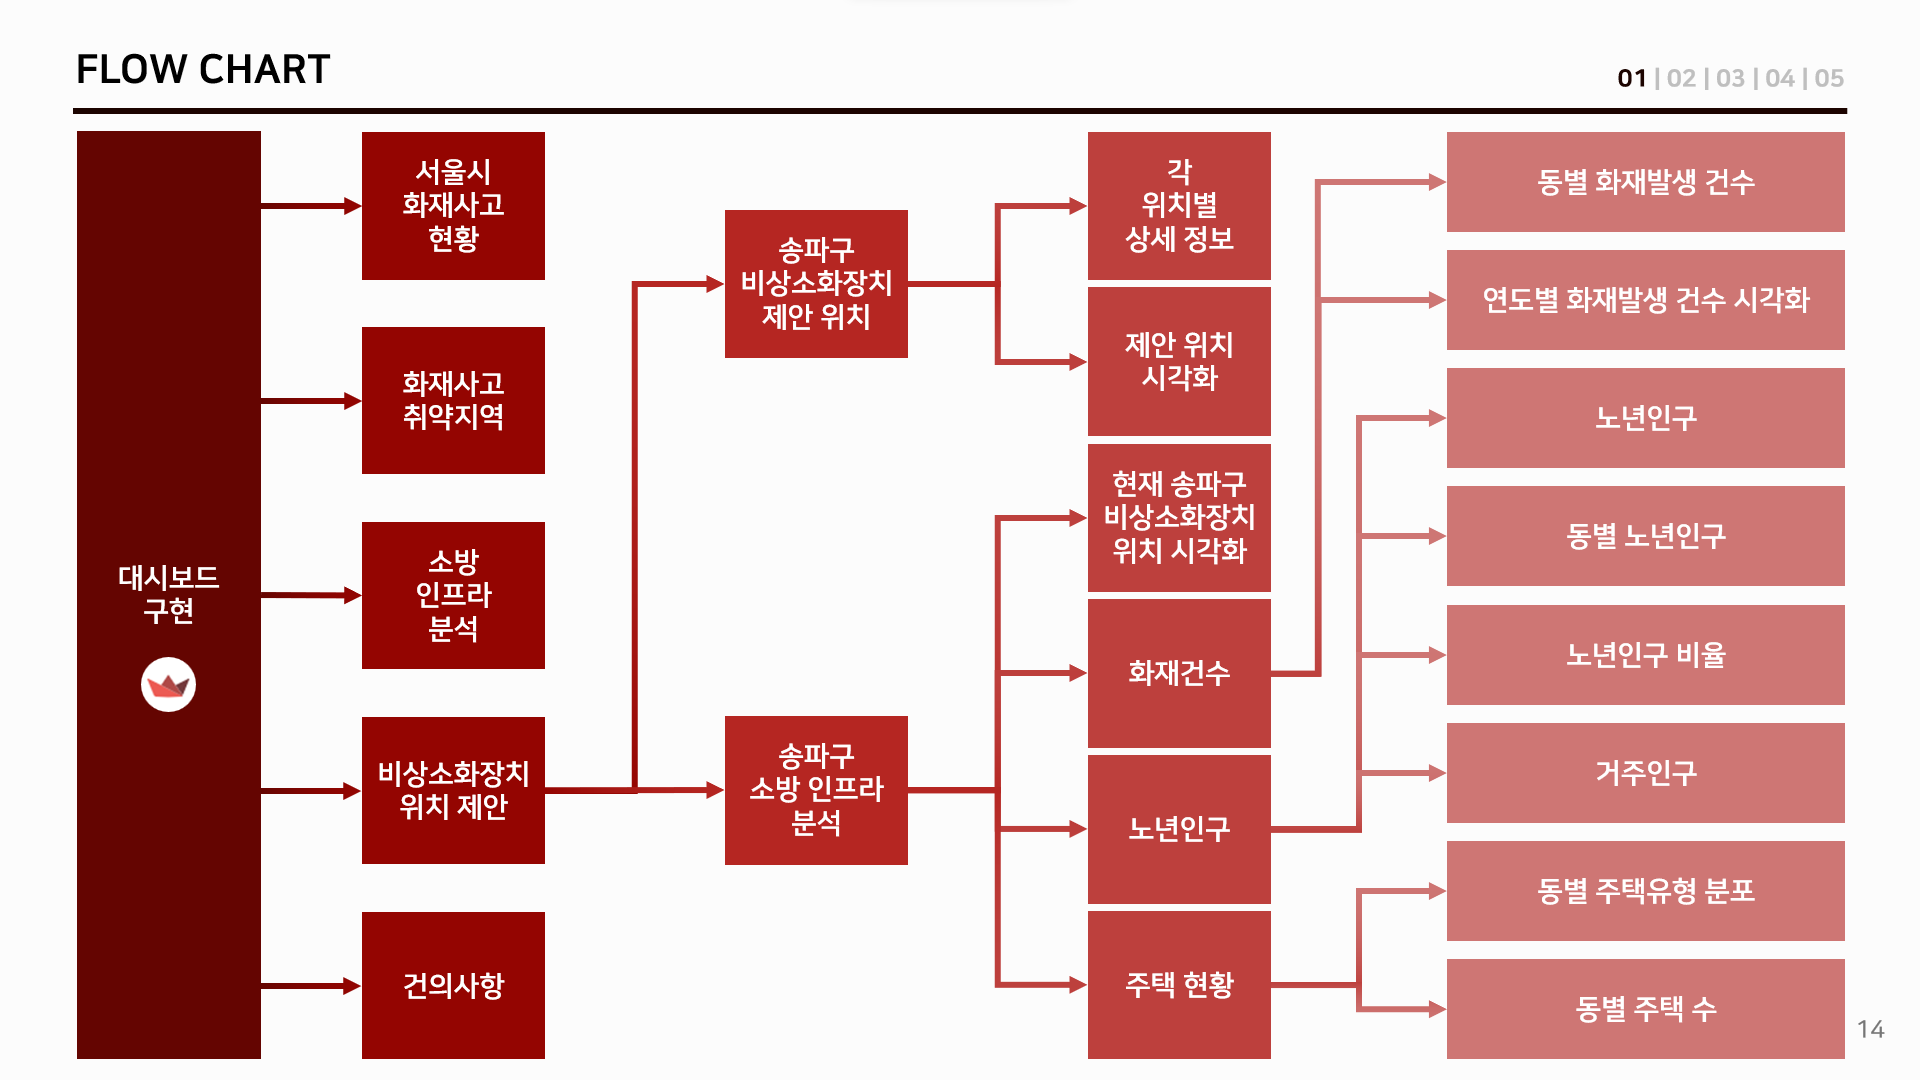 FLOW CHART
01 | 02 | 03 | 04 | 05
대시보드
구현
서울시
화재사고
현황
화재사고
취약지역
소방
인프라
분석
비상소화장치
위치 제안
건의사항
송파구
비상소화장치
제안 위치
송파구
소방 인프라
분석
각
위치별
상세 정보
제안 위치
시각화
현재 송파구
비상소화장치
위치 시각화
화재건수
노년인구
주택 현황
동별 화재발생 건수
연도별 화재발생 건수 시각화
노년인구
동별 노년인구
노년인구 비율
거주인구
동별 주택유형 분포
동별 주택 수
14